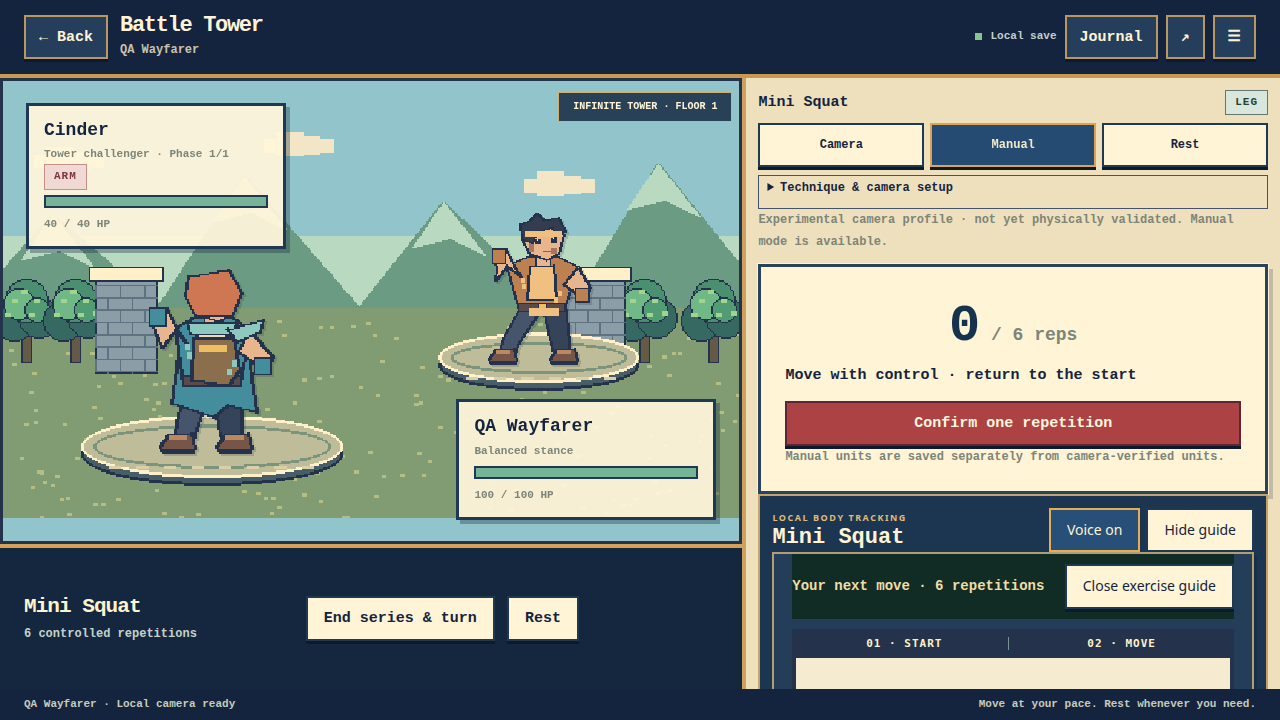 ← Back
Battle Tower
QA Wayfarer
Local save
Journal
↗
☰
INFINITE TOWER · FLOOR 1
Cinder
Tower challenger · Phase 1/1
ARM
40 / 40 HP
QA Wayfarer
Balanced stance
100 / 100 HP
Mini Squat
6 controlled repetitions
End series & turn
Rest
Mini Squat
LEG
Camera
Manual
Rest
Technique & camera setup
Experimental camera profile · not yet physically validated. Manual
mode is available.
0 / 6 reps
Move with control · return to the start
Confirm one repetition
Manual units are saved separately from camera-verified units.
LOCAL BODY TRACKING
Mini Squat
Voice on
Hide guide
Your next move · 6 repetitions
Close exercise guide
01 · START
02 · MOVE
QA Wayfarer · Local camera ready
Move at your pace. Rest whenever you need.